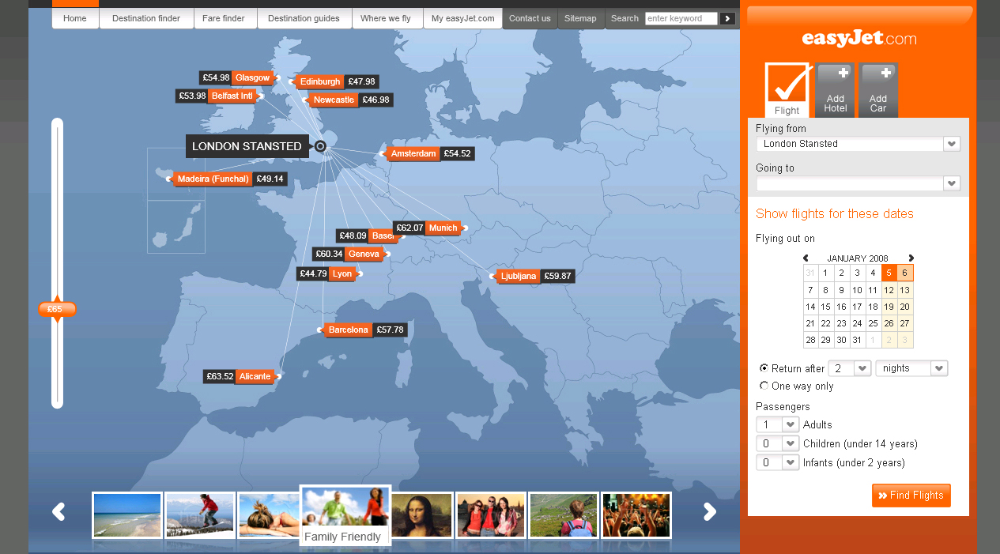 Home
Destination finder
Fare finder
Destination guides
Where we fly
My easyJet.com
Contact us
Sitemap
Search
enter keyword
£54.98 Glasgow
Edinburgh £47.98
£53.98 Belfast Intl
Newcastle £46.98
LONDON STANSTED
Amsterdam £54.52
Madeira (Funchal) £49.14
£62.07 Munich
£48.09 Basel
£60.34 Geneva
£44.79 Lyon
Ljubljana £59.87
£65
Barcelona £57.78
£63.52 Alicante
Family Friendly
easyJet.com
Flight
Add
Hotel
Add
Car
Flying from
London Stansted
Going to
Show flights for these dates
Flying out on
JANUARY 2008
31 1 2 3 4 5 6
7 8 9 10 11 12 13
14 15 16 17 18 19 20
21 22 23 24 25 26 27
28 29 30 31 1 2 3
Return after 2 nights
One way only
Passengers
1 Adults
0 Children (under 14 years)
0 Infants (under 2 years)
Find Flights